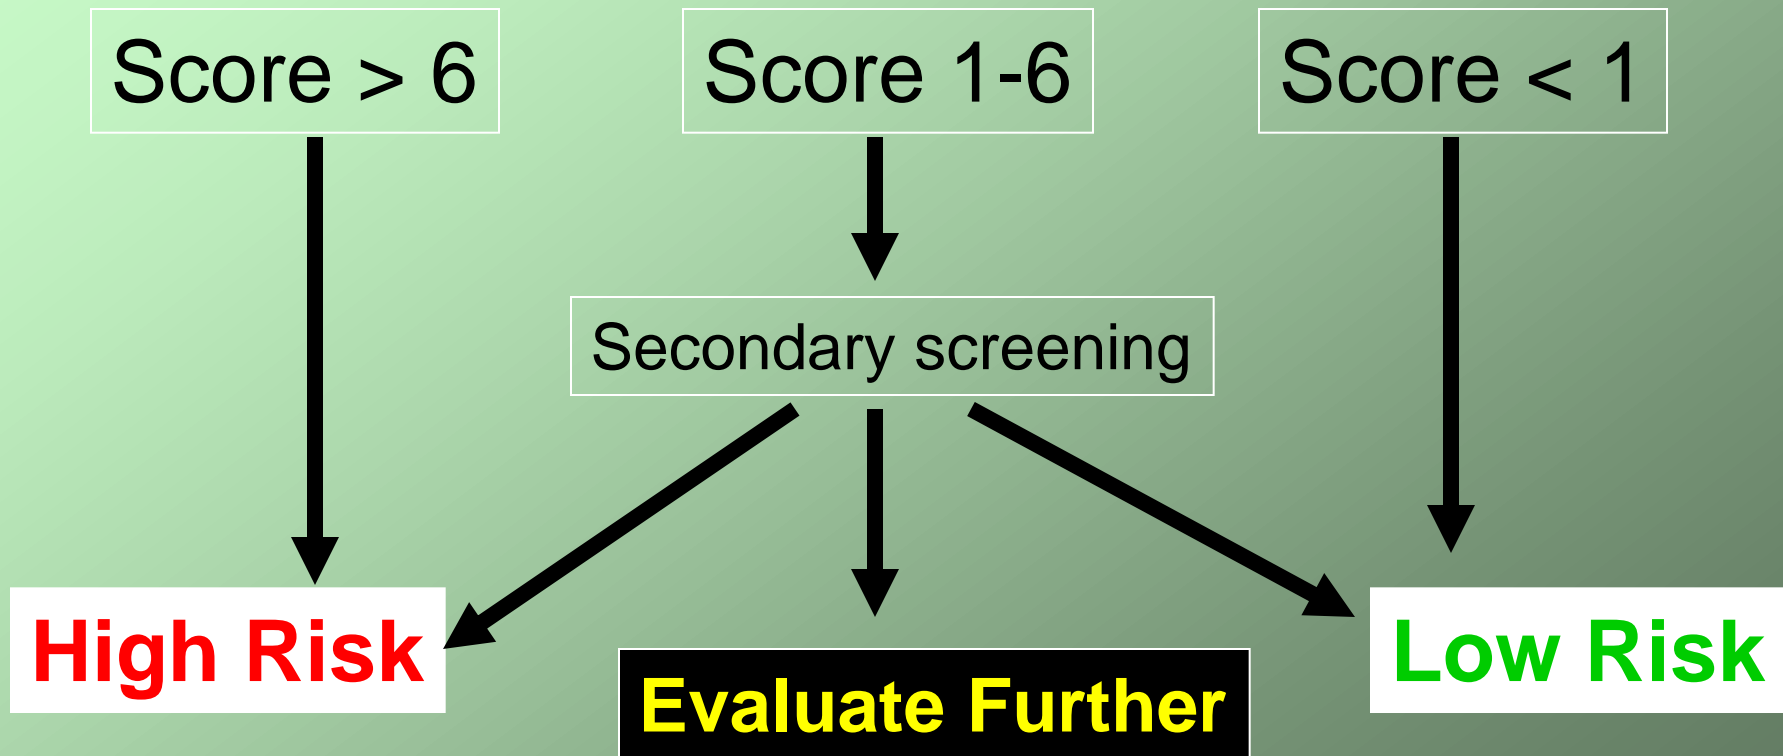 Score > 6
Score 1-6
Score < 1
Secondary screening
High Risk
Evaluate Further
Low Risk